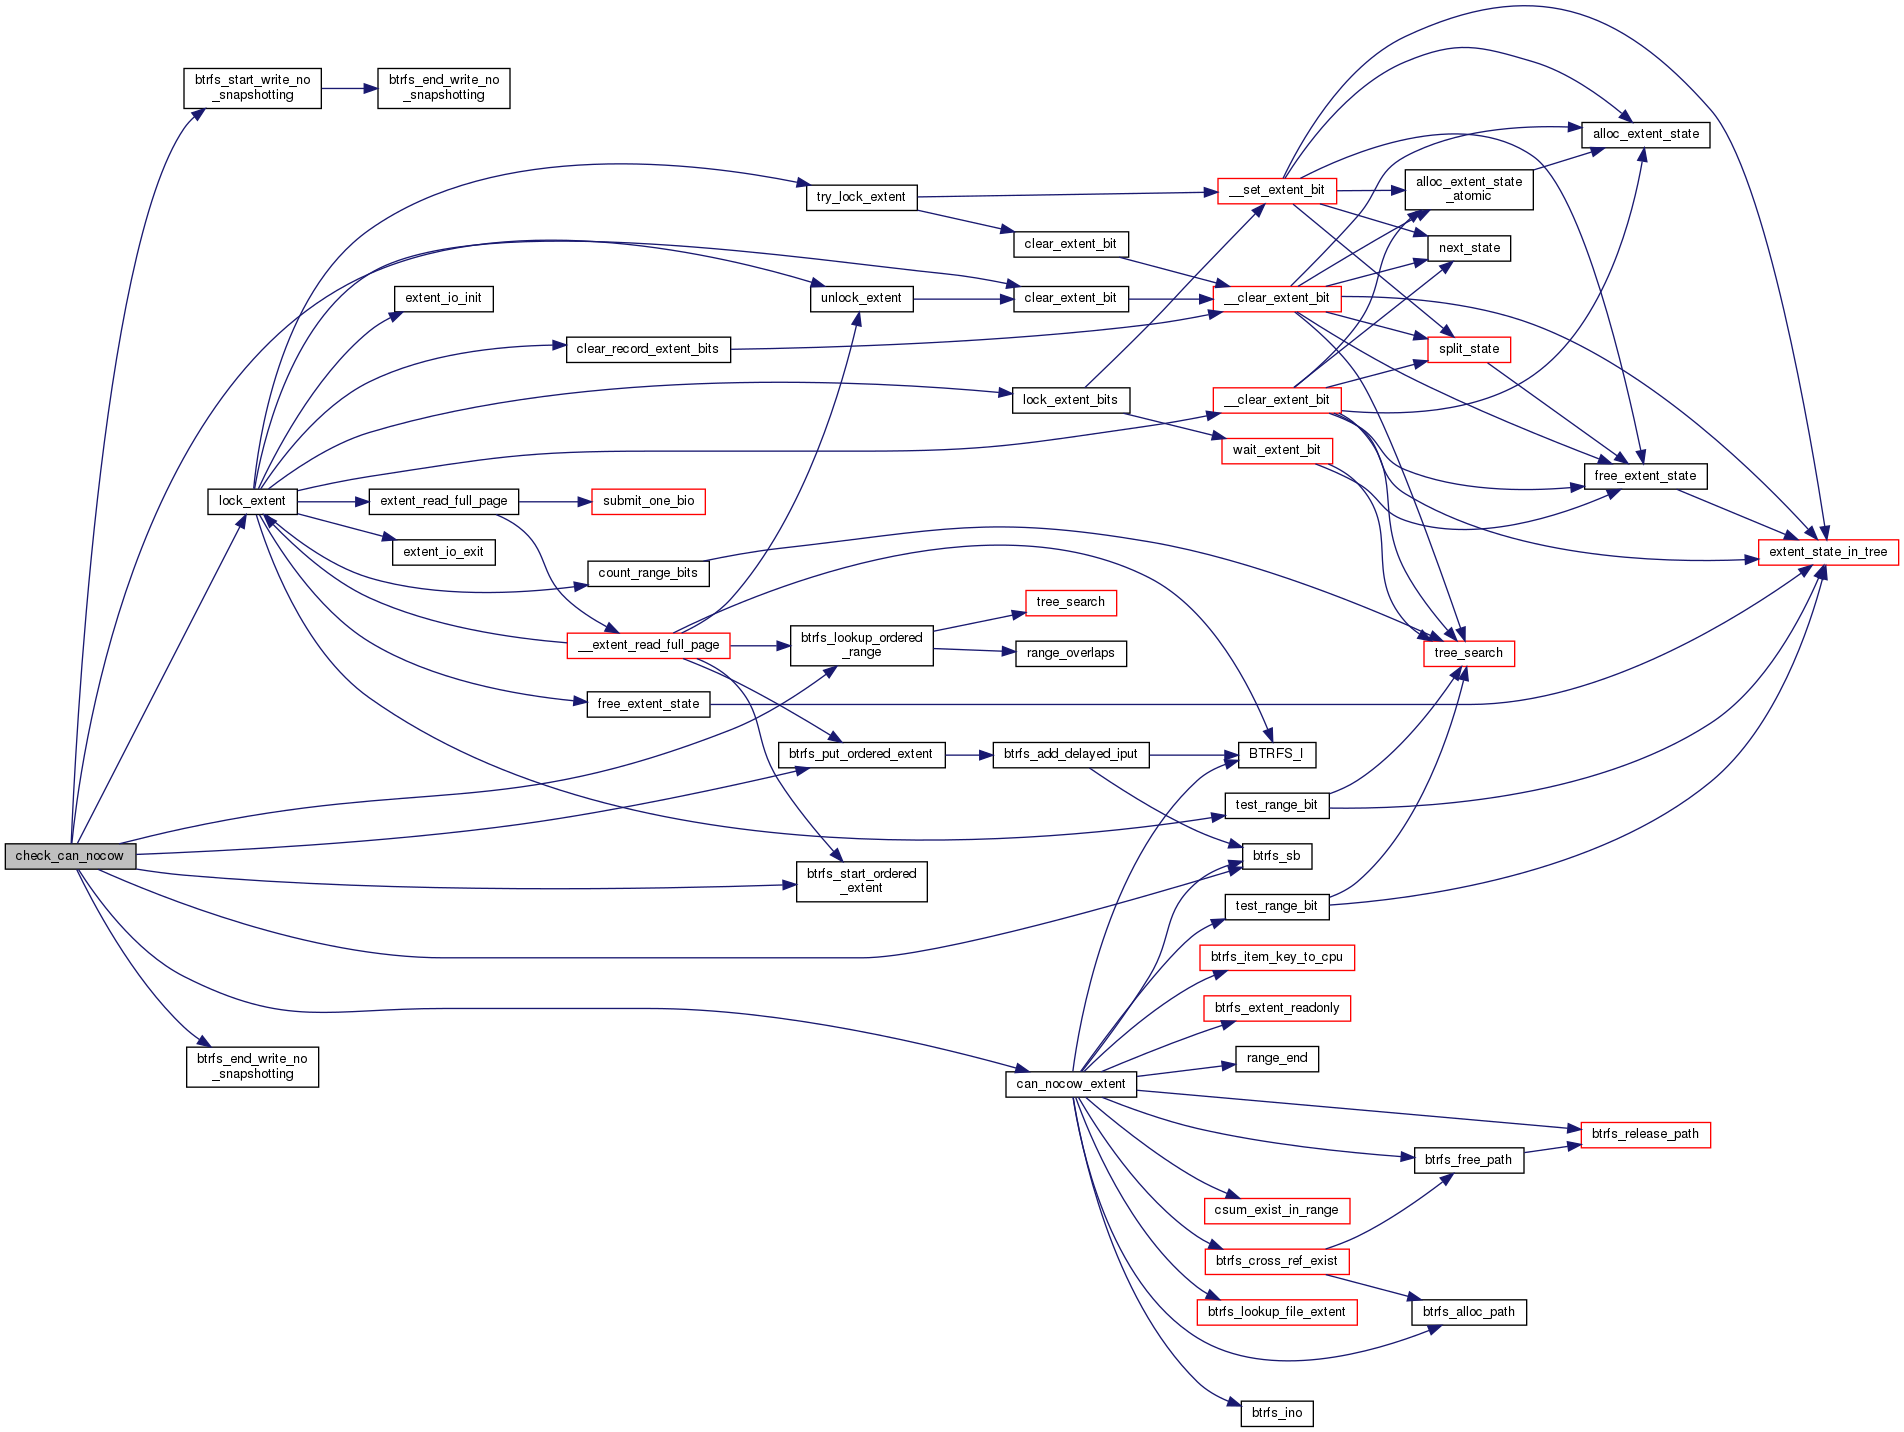 btrfs_start_write_no
_snapshotting
btrfs_end_write_no
_snapshotting
alloc_extent_state
try_lock_extent
__set_extent_bit
alloc_extent_state
_atomic
clear_extent_bit
next_state
extent_io_init
unlock_extent
clear_extent_bit
__clear_extent_bit
clear_record_extent_bits
split_state
lock_extent_bits
__clear_extent_bit
wait_extent_bit
free_extent_state
lock_extent
extent_read_full_page
submit_one_bio
extent_io_exit
extent_state_in_tree
count_range_bits
tree_search
__extent_read_full_page
btrfs_lookup_ordered
_range
range_overlaps
tree_search
free_extent_state
btrfs_put_ordered_extent
btrfs_add_delayed_iput
BTRFS_I
test_range_bit
check_can_nocow
btrfs_sb
btrfs_start_ordered
_extent
test_range_bit
btrfs_item_key_to_cpu
btrfs_extent_readonly
btrfs_end_write_no
_snapshotting
range_end
can_nocow_extent
btrfs_release_path
btrfs_free_path
csum_exist_in_range
btrfs_cross_ref_exist
btrfs_lookup_file_extent
btrfs_alloc_path
btrfs_ino